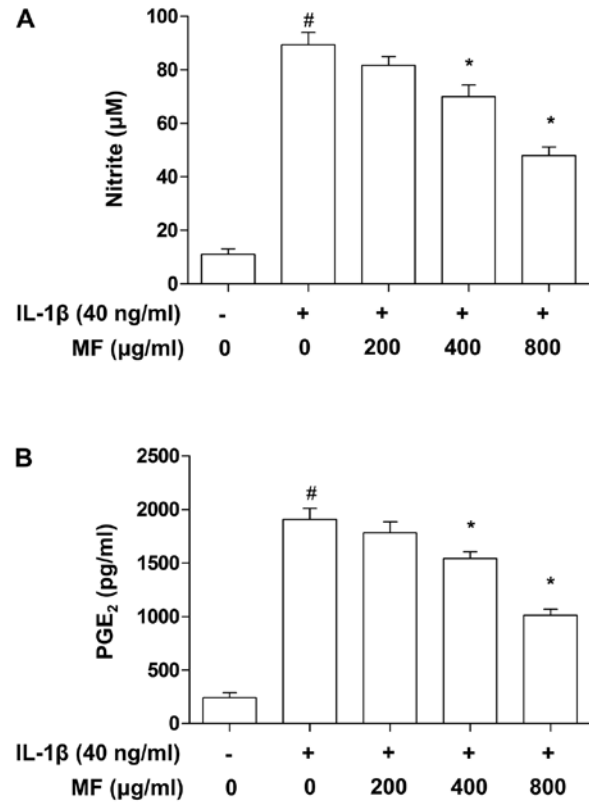 A
Nitrite (µM)
100
80
60
40
20
0
#
*
*
IL-1β (40 ng/ml) - + + + +
MF (µg/ml) 0 0 200 400 800
B
PGE₂ (pg/ml)
2500
2000
1500
1000
500
0
#
*
*
IL-1β (40 ng/ml) - + + + +
MF (µg/ml) 0 0 200 400 800